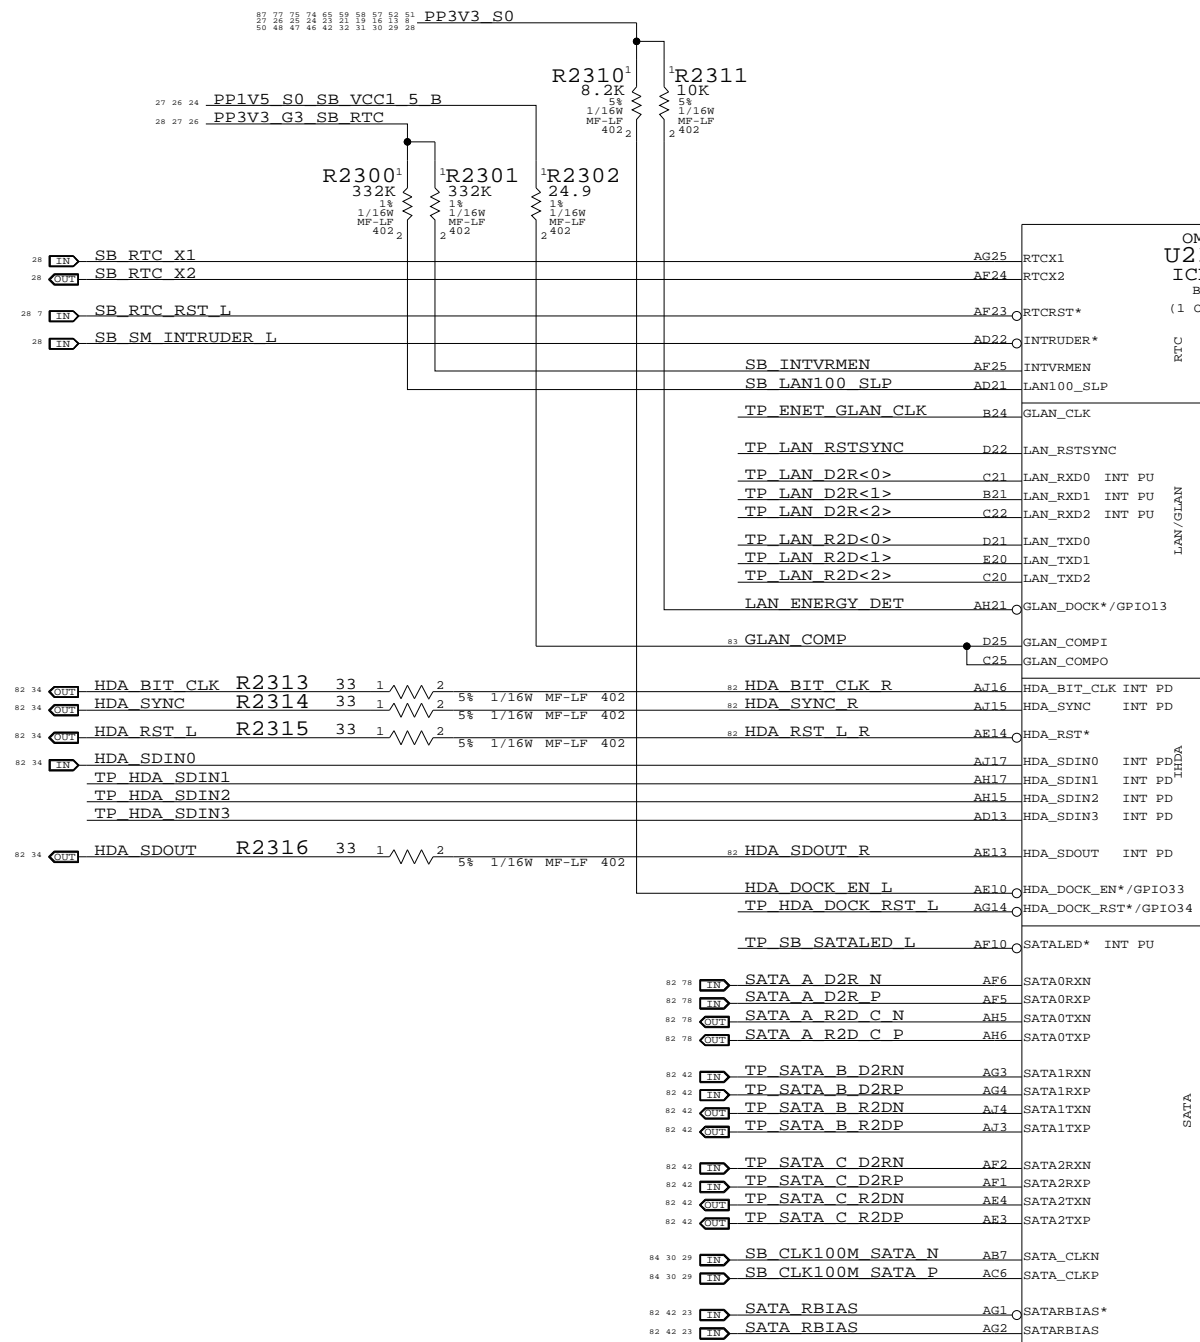 87 77 75 74 65 59 58 57 52 51
27 26 25 24 23 21 19 16 13 8
50 48 47 46 42 32 31 30 29 28
PP3V3_S0
R2310 1
8.2K
5%
1/16W
MF-LF
402 2
1 R2311
10K
5%
1/16W
MF-LF
2 402
27 26 24 PP1V5_S0_SB_VCC1_5_B
28 27 26 PP3V3_G3_SB_RTC
R2300 1
332K
1%
1/16W
MF-LF
402 2
1 R2301
332K
1%
1/16W
MF-LF
2 402
1 R2302
24.9
1%
1/16W
MF-LF
2 402
RTC
28 IN SB_RTC_X1 AG25 RTCX1
28 OUT SB_RTC_X2 AF24 RTCX2
28 7 IN SB_RTC_RST_L AF23 RTCRST*
28 IN SB_SM_INTRUDER_L AD22 INTRUDER*
SB_INTVRMEN AF25 INTVRMEN
SB_LAN100_SLP AD21 LAN100_SLP
LAN/GLAN
TP_ENET_GLAN_CLK B24 GLAN_CLK
TP_LAN_RSTSYNC D22 LAN_RSTSYNC
TP_LAN_D2R<0> C21 LAN_RXD0 INT PU
TP_LAN_D2R<1> B21 LAN_RXD1 INT PU
TP_LAN_D2R<2> C22 LAN_RXD2 INT PU
TP_LAN_R2D<0> D21 LAN_TXD0
TP_LAN_R2D<1> E20 LAN_TXD1
TP_LAN_R2D<2> C20 LAN_TXD2
LAN_ENERGY_DET AH21 GLAN_DOCK*/GPIO13
83 GLAN_COMP D25 GLAN_COMPI
C25 GLAN_COMPO
IHDA
82 34 OUT HDA_BIT_CLK R2313 33 1 2 5% 1/16W MF-LF 402 82 HDA_BIT_CLK_R AJ16 HDA_BIT_CLK INT PD
82 34 OUT HDA_SYNC R2314 33 1 2 5% 1/16W MF-LF 402 82 HDA_SYNC_R AJ15 HDA_SYNC INT PD
82 34 OUT HDA_RST_L R2315 33 1 2 5% 1/16W MF-LF 402 82 HDA_RST_L_R AE14 HDA_RST*
82 34 IN HDA_SDIN0 AJ17 HDA_SDIN0 INT PD
TP_HDA_SDIN1 AH17 HDA_SDIN1 INT PD
TP_HDA_SDIN2 AH15 HDA_SDIN2 INT PD
TP_HDA_SDIN3 AD13 HDA_SDIN3 INT PD
82 34 OUT HDA_SDOUT R2316 33 1 2 5% 1/16W MF-LF 402 82 HDA_SDOUT_R AE13 HDA_SDOUT INT PD
HDA_DOCK_EN_L AE10 HDA_DOCK_EN*/GPIO33
TP_HDA_DOCK_RST_L AG14 HDA_DOCK_RST*/GPIO34
SATA
TP_SB_SATALED_L AF10 SATALED* INT PU
82 78 IN SATA_A_D2R_N AF6 SATA0RXN
82 78 IN SATA_A_D2R_P AF5 SATA0RXP
82 78 OUT SATA_A_R2D_C_N AH5 SATA0TXN
82 78 OUT SATA_A_R2D_C_P AH6 SATA0TXP
82 42 IN TP_SATA_B_D2RN AG3 SATA1RXN
82 42 IN TP_SATA_B_D2RP AG4 SATA1RXP
82 42 OUT TP_SATA_B_R2DN AJ4 SATA1TXN
82 42 OUT TP_SATA_B_R2DP AJ3 SATA1TXP
82 42 IN TP_SATA_C_D2RN AF2 SATA2RXN
82 42 IN TP_SATA_C_D2RP AF1 SATA2RXP
82 42 OUT TP_SATA_C_R2DN AE4 SATA2TXN
82 42 OUT TP_SATA_C_R2DP AE3 SATA2TXP
84 30 29 IN SB_CLK100M_SATA_N AB7 SATA_CLKN
84 30 29 IN SB_CLK100M_SATA_P AC6 SATA_CLKP
82 42 23 IN SATA_RBIAS AG1 SATARBIAS*
82 42 23 IN SATA_RBIAS AG2 SATARBIAS